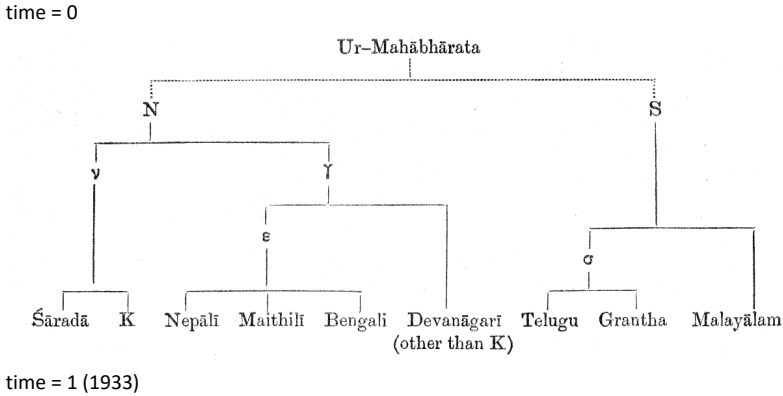 time = 0
Ur–Mahābhārata
N S
ν γ
ε
σ
Śāradā K Nepālī Maithilī Bengali Devanāgarī Telugu Grantha Malayālam
(other than K)
time = 1 (1933)